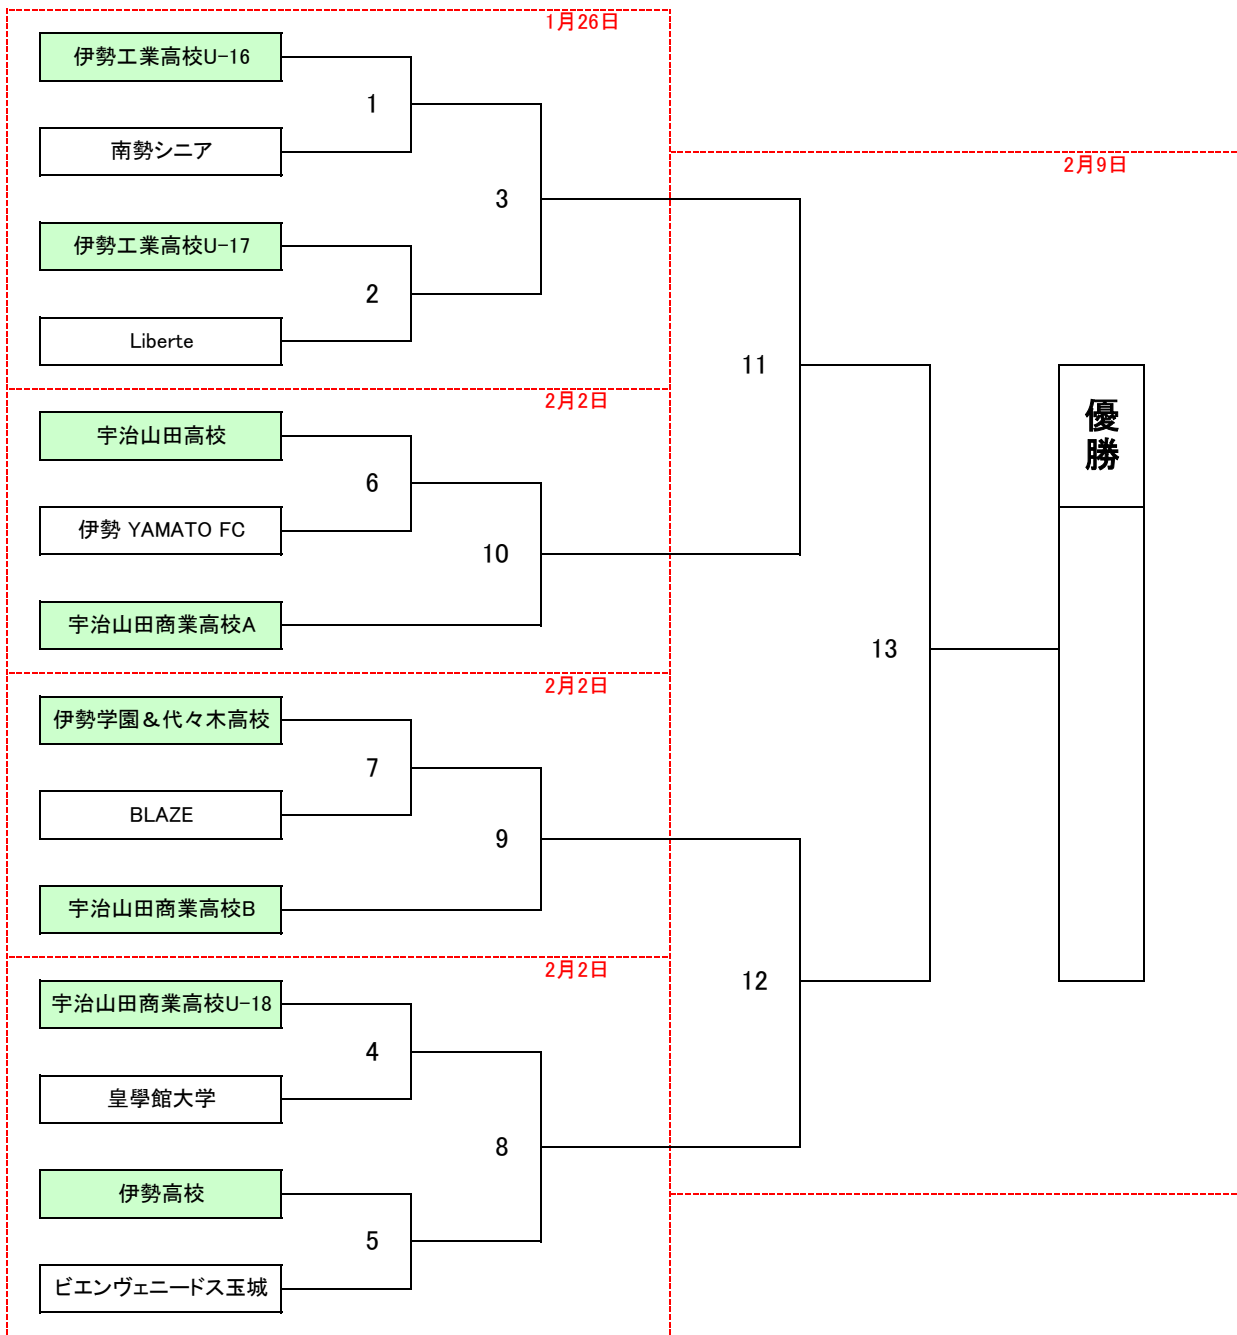 1月26日
伊勢工業高校U-16
1
南勢シニア
2月9日
3
伊勢工業高校U-17
2
Liberte
11
2月2日
優勝
宇治山田高校
6
伊勢 YAMATO FC
10
宇治山田商業高校A
13
2月2日
伊勢学園&代々木高校
7
BLAZE
9
宇治山田商業高校B
2月2日
12
宇治山田商業高校U-18
4
皇學館大学
8
伊勢高校
5
ビエンヴェニードス玉城